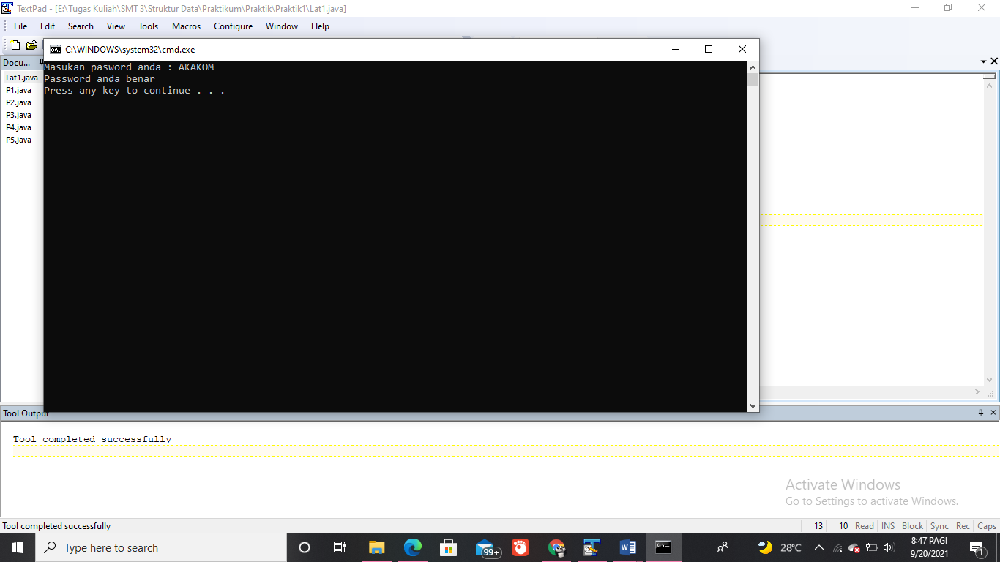 TextPad - [E:\Tugas Kuliah\SMT 3\Struktur Data\Praktikum\Praktik\Praktik1\Lat1.java]
File Edit Search View Tools Macros Configure Window Help
C:\WINDOWS\system32\cmd.exe
Docu...
Masukan pasword anda : AKAKOM
Password anda benar
Press any key to continue . . .
Lat1.java
P1.java
P2.java
P3.java
P4.java
P5.java
Tool Output
Tool completed successfully
Activate Windows
Go to Settings to activate Windows.
Tool completed successfully 13 10 Read INS Block Sync Rec Caps
Type here to search 99+ 28°C 8:47 PAGI
9/20/2021 1